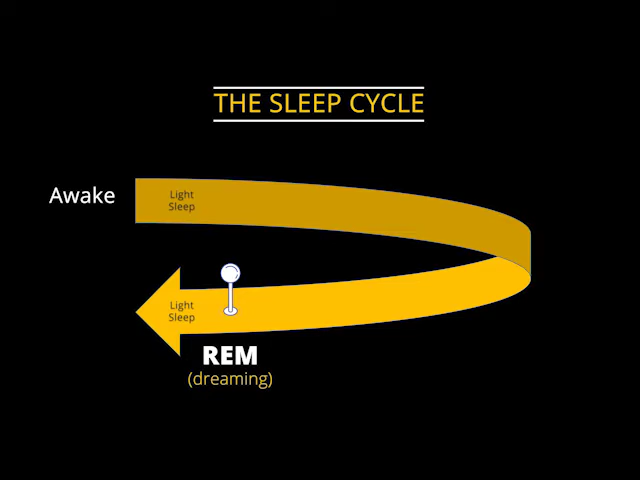 THE SLEEP CYCLE
Awake
Light
Sleep
Light
Sleep
REM
(dreaming)